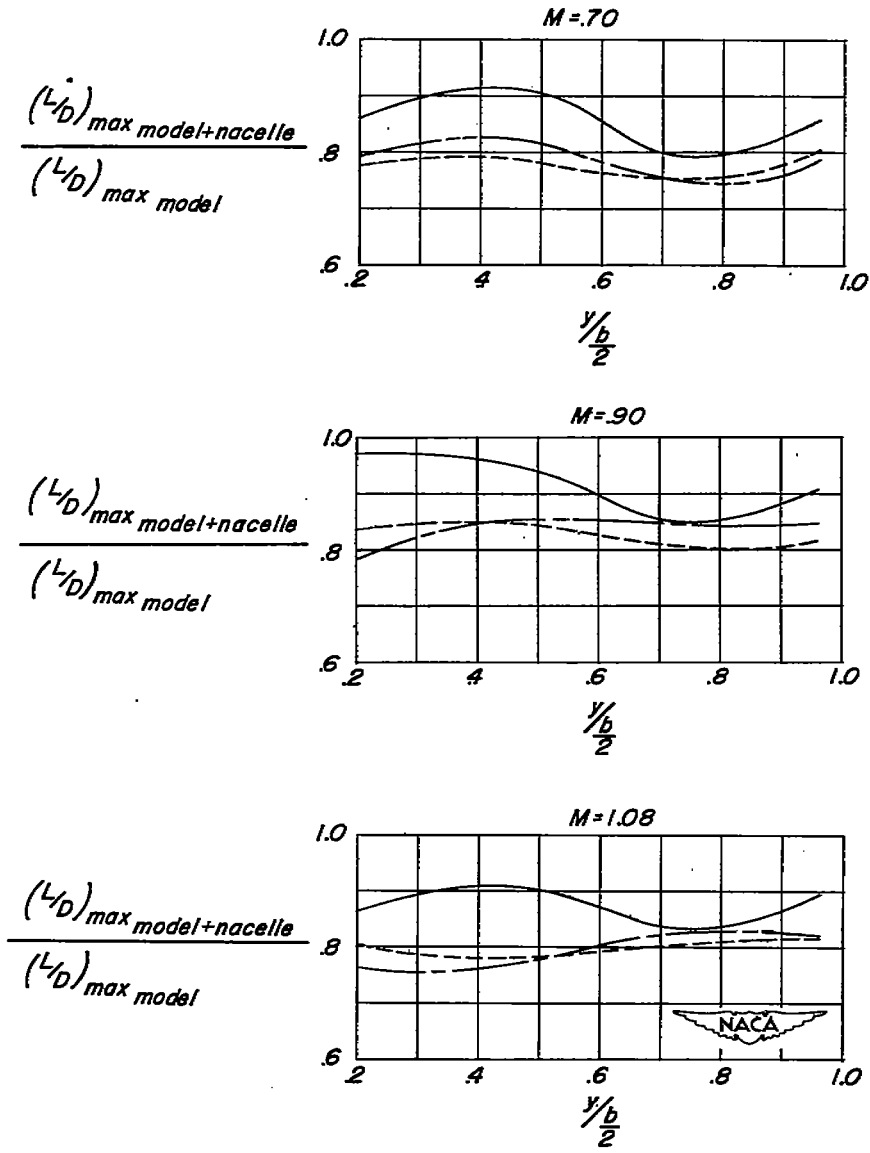 M=.70
(L/D)max model+nacelle
(L/D)max model
1.0
.8
.6
.2
.4
.6
.8
1.0
y/b/2
M=.90
(L/D)max model+nacelle
(L/D)max model
1.0
.8
.6
.2
.4
.6
.8
1.0
y/b/2
M=1.08
(L/D)max model+nacelle
(L/D)max model
1.0
.8
.6
NACA
.2
.4
.6
.8
1.0
y/b/2